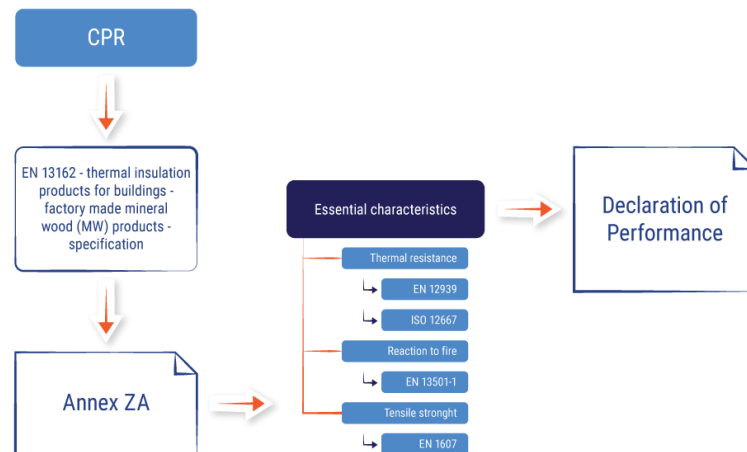 CPR
EN 13162 - thermal insulation
products for buildings -
factory made mineral
wood (MW) products -
specification
Annex ZA
Essential characteristics
Thermal resistance
EN 12939
ISO 12667
Reaction to fire
EN 13501-1
Tensile stronght
EN 1607
Declaration of
Performance